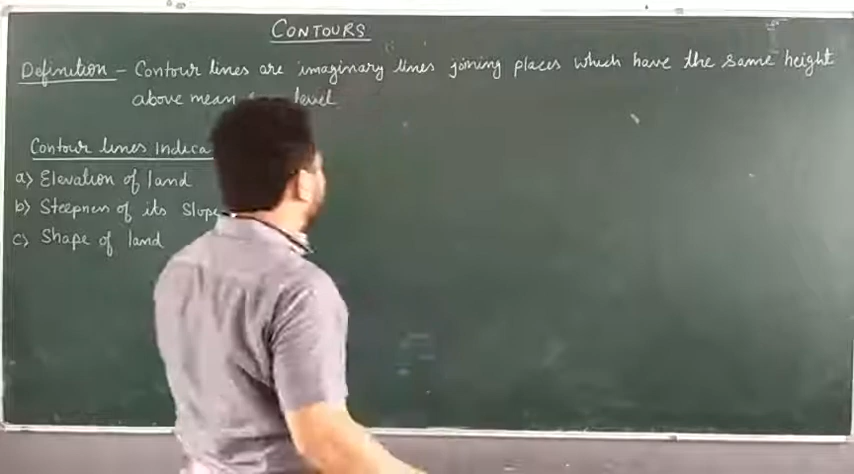 CONTOURS
Definition - Contour lines are imaginary lines joining places which have the same height
above mean level
Contour lines Indica
a) Elevation of land
b) Steepness of its Slope
c) Shape of land